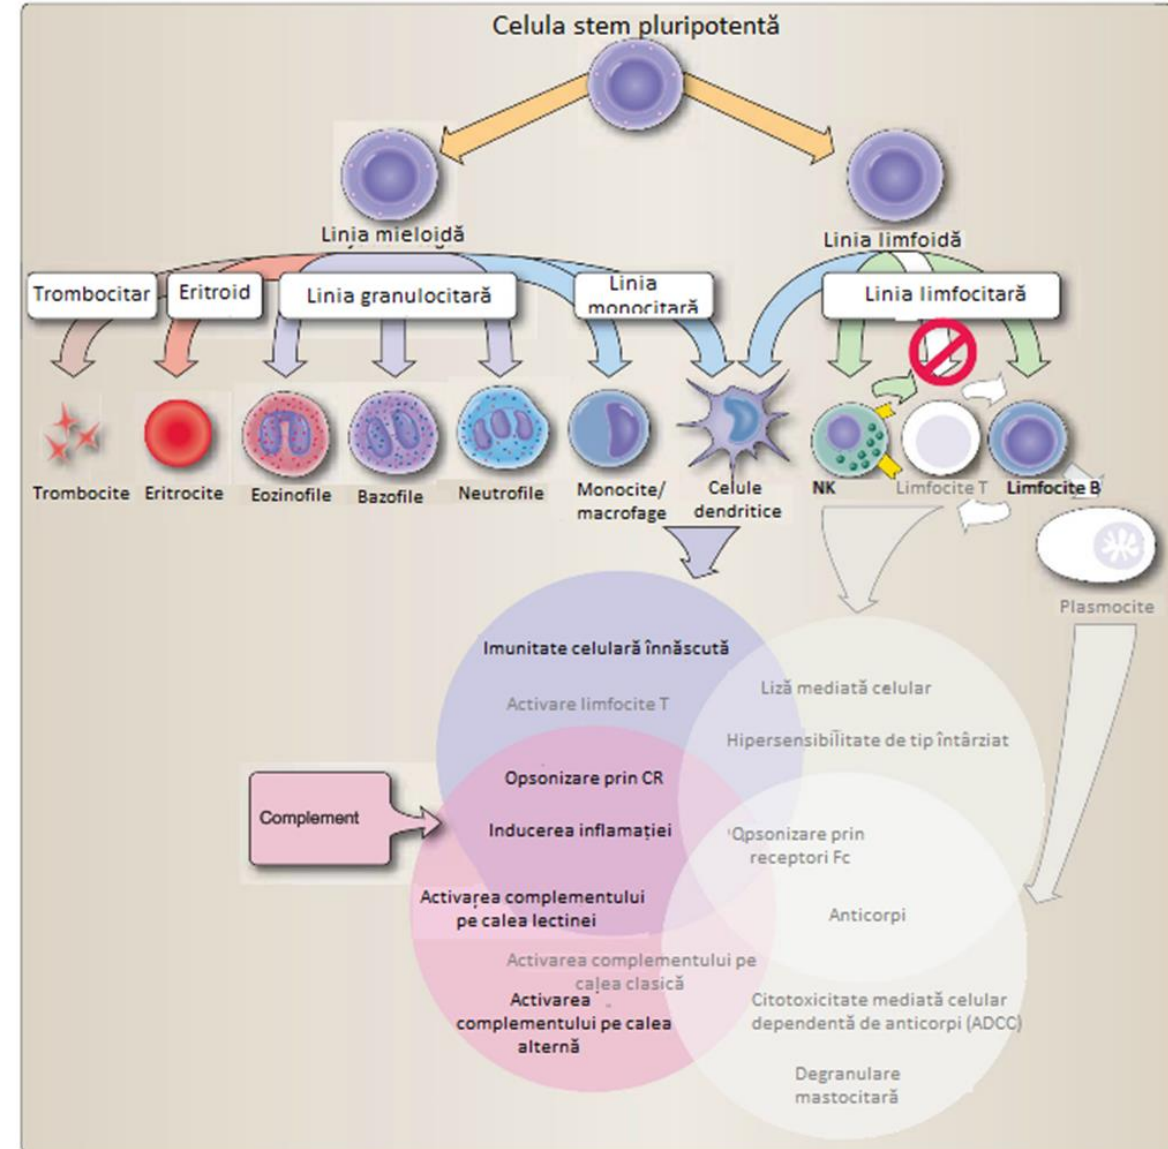 Celula stem pluripotentă
Linia mieloidă
Linia limfoidă
Trombocitar
Eritroid
Linia granulocitară
Linia
monocitară
Linia limfocitară
Trombocite
Eritrocite
Eozinofile
Bazofile
Neutrofile
Monocite/
macrofage
Celule
dendritice
NK
Limfocite T
Limfocite B
Plasmocite
Imunitate celulară înnăscută
Activare limfocite T
Liză mediată celular
Hipersensibilitate de tip întârziat
Opsonizare prin CR
Complement
Inducerea inflamației
Opsonizare prin
receptori Fc
Activarea complementului
pe calea lectinei
Anticorpi
Activarea complementului pe
calea clasică
Activarea
complementului pe calea
alternă
Citotoxicitate mediată celular
dependentă de anticorpi (ADCC)
Degranulare
mastocitară